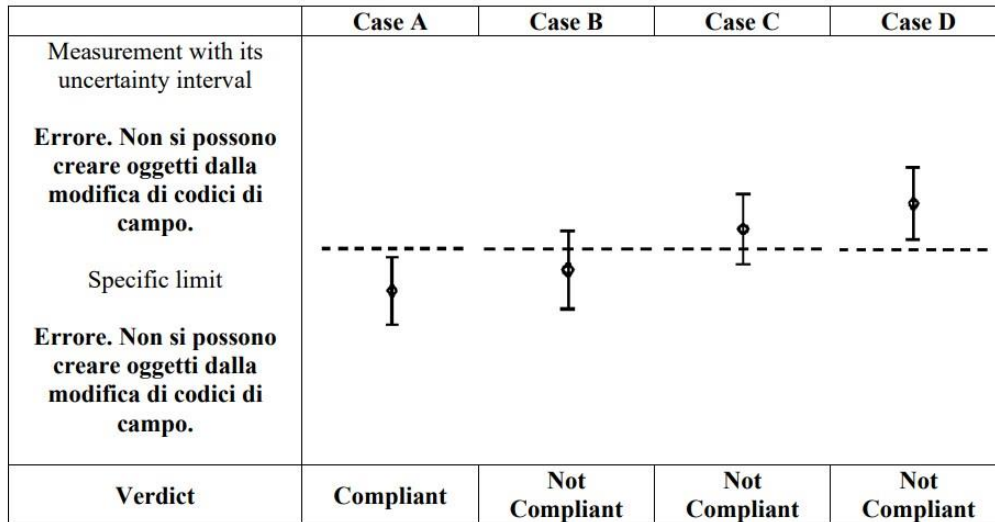 Case A Case B Case C Case D
Measurement with its
uncertainty interval
Errore. Non si possono
creare oggetti dalla
modifica di codici di
campo.
Specific limit
Errore. Non si possono
creare oggetti dalla
modifica di codici di
campo.
Verdict
Compliant
Not
Compliant
Not
Compliant
Not
Compliant